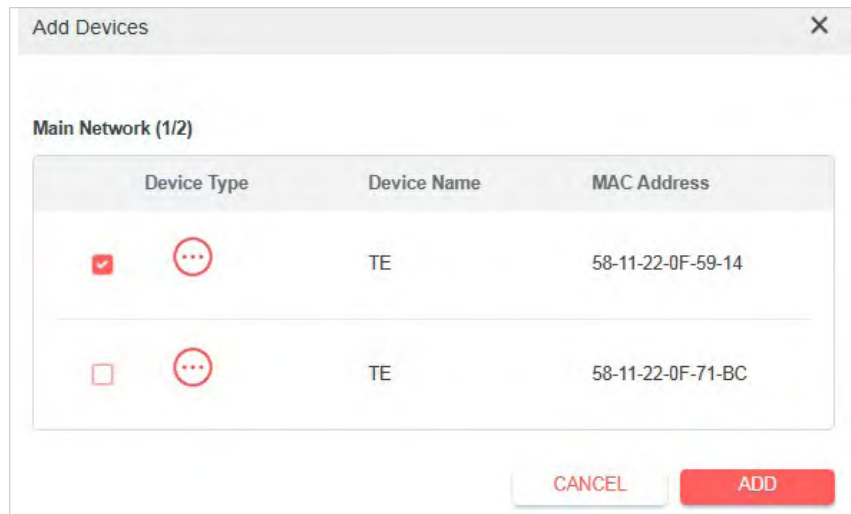 Add Devices
Main Network (1/2)
Device Type Device Name MAC Address
TE 58-11-22-0F-59-14
TE 58-11-22-0F-71-BC
CANCEL ADD